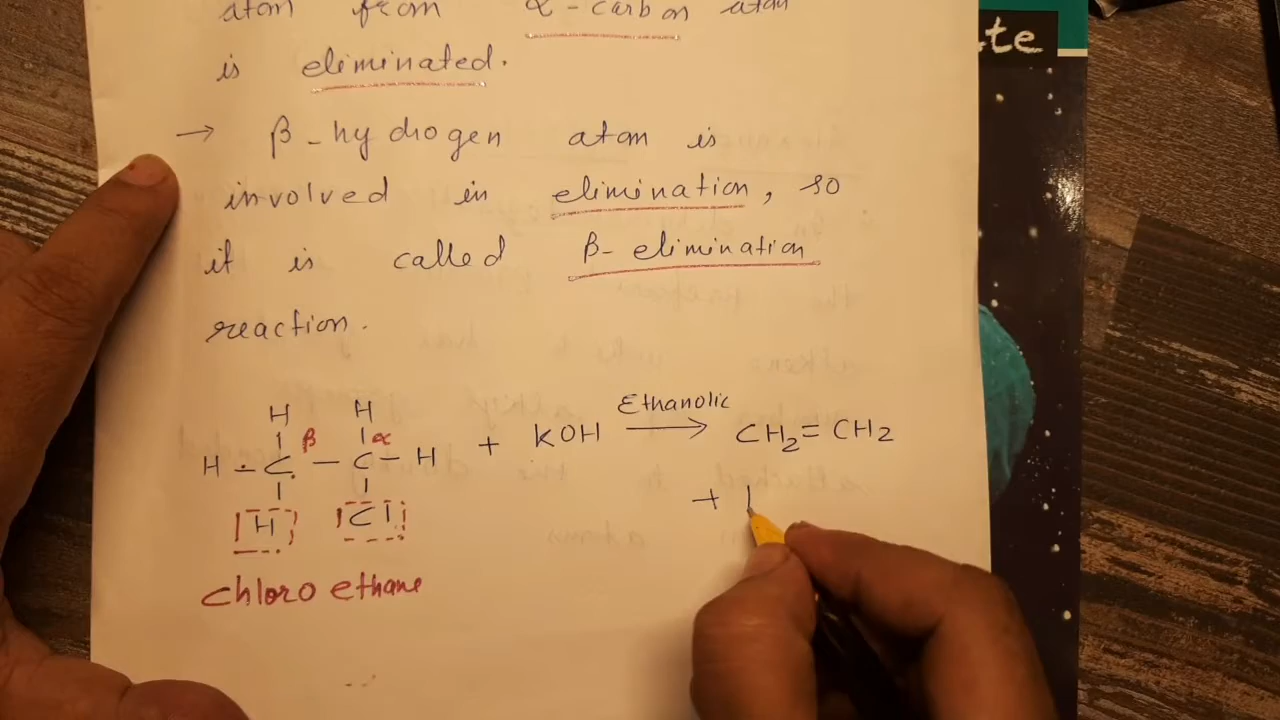 atom from α-carbon atom
is eliminated.
→ β-hydrogen atom is
involved in elimination, so
it is called β-elimination
reaction.
H H
β α
H - C - C - H + KOH Ethanolic → CH2=CH2
H Cl
+
chloro ethane
te